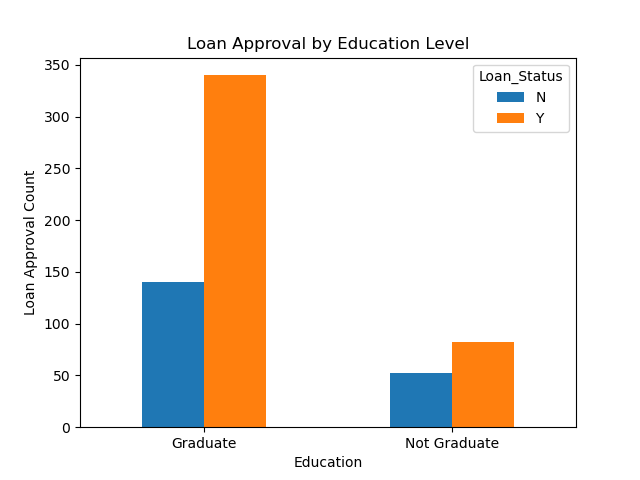 Loan Approval by Education Level
Loan_Status
N
Y
350
300
250
200
150
100
50
0
Loan Approval Count
Graduate
Not Graduate
Education